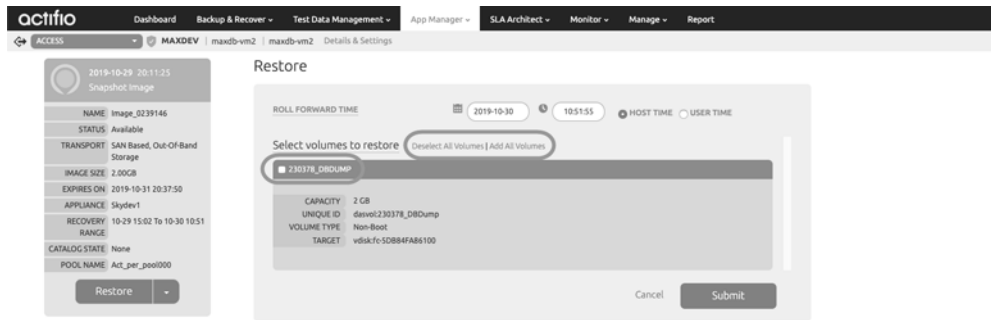 actifio
Dashboard Backup & Recover Test Data Management App Manager SLA Architect Monitor Manage Report
ACCESS MAXDEV | maxdb-vm2 | maxdb-vm2 Details & Settings
2019-10-29 20:11:25
Snapshot Image
NAME Image_0239146
STATUS Available
TRANSPORT SAN Based, Out-Of-Band
Storage
IMAGE SIZE 2.00GB
EXPIRES ON 2019-10-31 20:37:50
APPLIANCE Skydev1
RECOVERY 10-29 15:02 To 10-30 10:51
RANGE
CATALOG STATE None
POOL NAME Act_per_pool000
Restore
Restore
ROLL FORWARD TIME 2019-10-30 10:51:55 HOST TIME USER TIME
Select volumes to restore Deselect All Volumes | Add All Volumes
230378_DBDUMP
CAPACITY 2 GB
UNIQUE ID dasvol:230378_DBDump
VOLUME TYPE Non-Boot
TARGET vdisk:fc-5DBB4FA86100
Cancel Submit